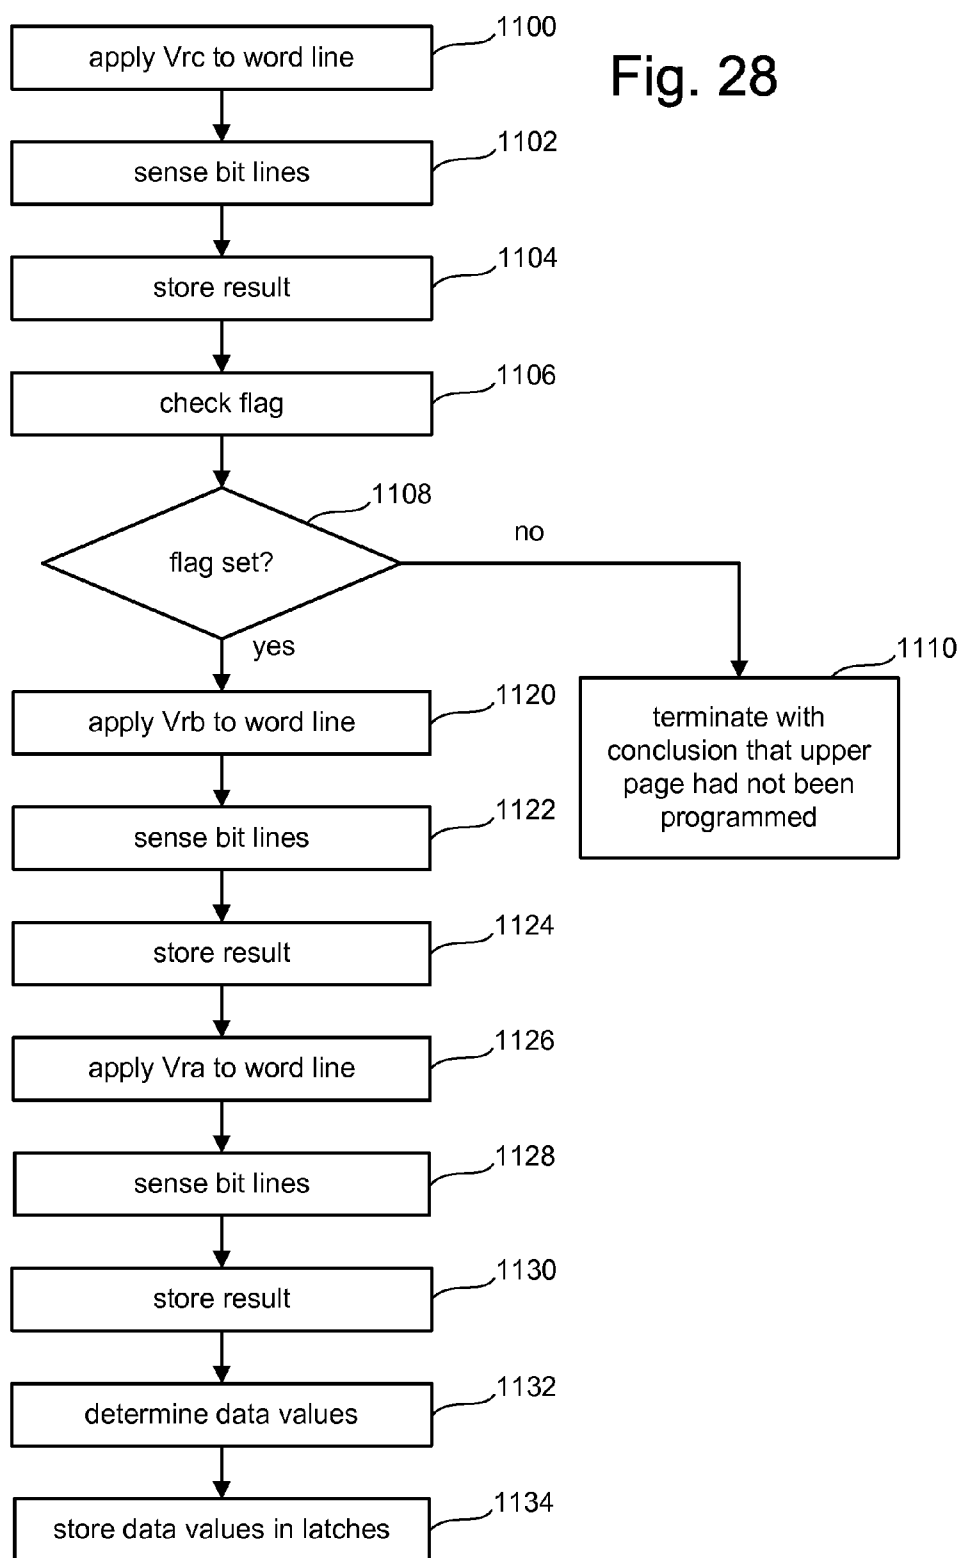 1100
apply Vrc to word line
Fig. 28
1102
sense bit lines
1104
store result
1106
check flag
1108
flag set?
no
yes
1110
terminate with
conclusion that upper
page had not been
programmed
1120
apply Vrb to word line
1122
sense bit lines
1124
store result
1126
apply Vra to word line
1128
sense bit lines
1130
store result
1132
determine data values
1134
store data values in latches